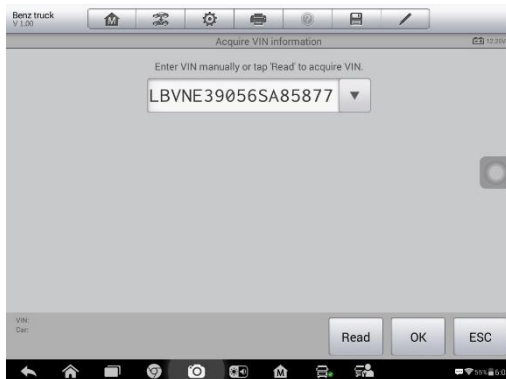 Benz truck
V 1.00
Acquire VIN information
Enter VIN manually or tap 'Read' to acquire VIN.
LBVNE39056SA85877
VIN:
Car:
Read
OK
ESC